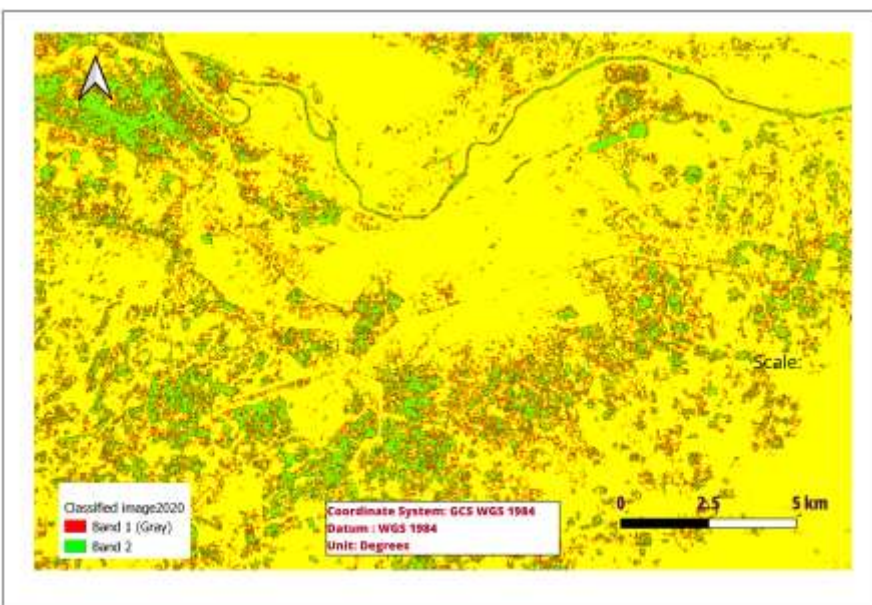 Scale:
Classified image2020
Band 1 (Gray)
Band 2
Coordinate System: GCS WGS 1984
Datum : WGS 1984
Unit: Degrees
0 2.5 5 km